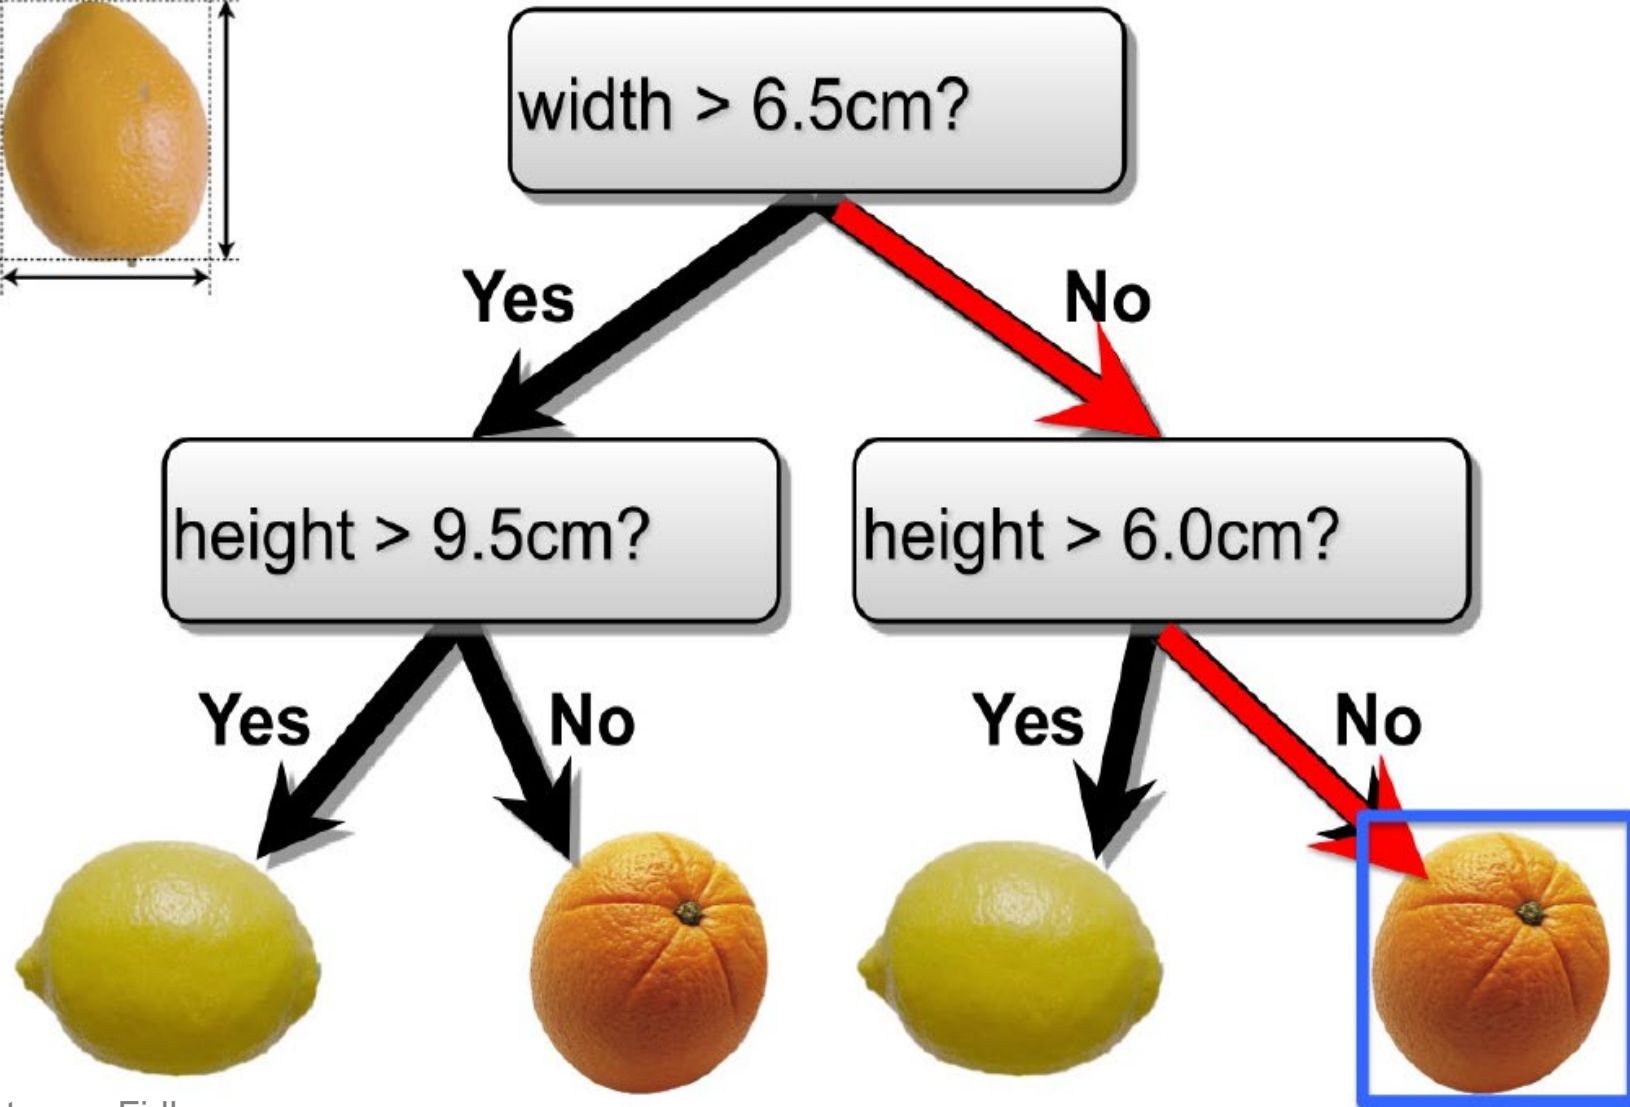 width > 6.5cm?
Yes
No
height > 9.5cm?
height > 6.0cm?
Yes
No
Yes
No